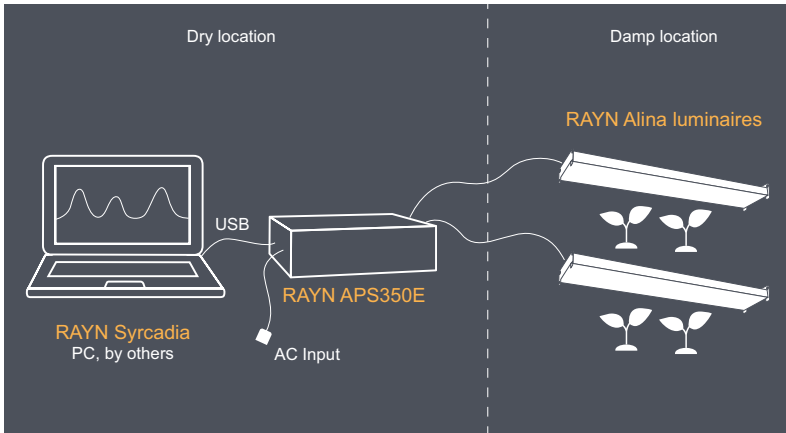 Dry location
Damp location
RAYN Alina luminaires
USB
RAYN APS350E
RAYN Syrcadia
PC, by others
AC Input